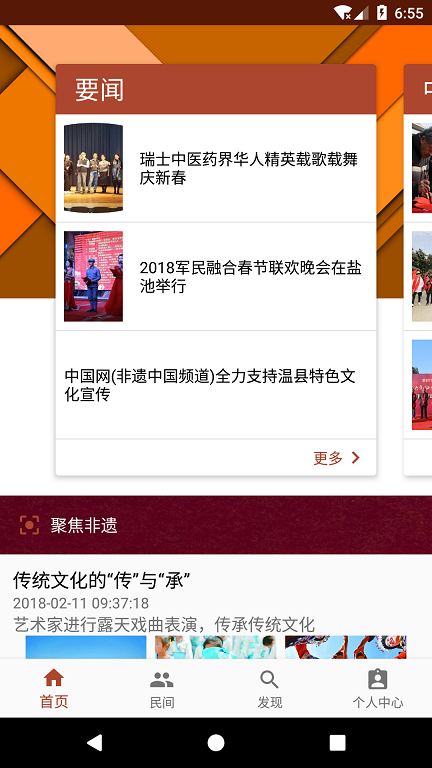 6:55
要闻
瑞士中医药界华人精英载歌载舞
庆新春
2018军民融合春节联欢晚会在盐
池举行
中国网(非遗中国频道)全力支持温县特色文
化宣传
更多
聚焦非遗
传统文化的“传”与“承”
2018-02-11 09:37:18
艺术家进行露天戏曲表演，传承传统文化
首页
民间
发现
个人中心